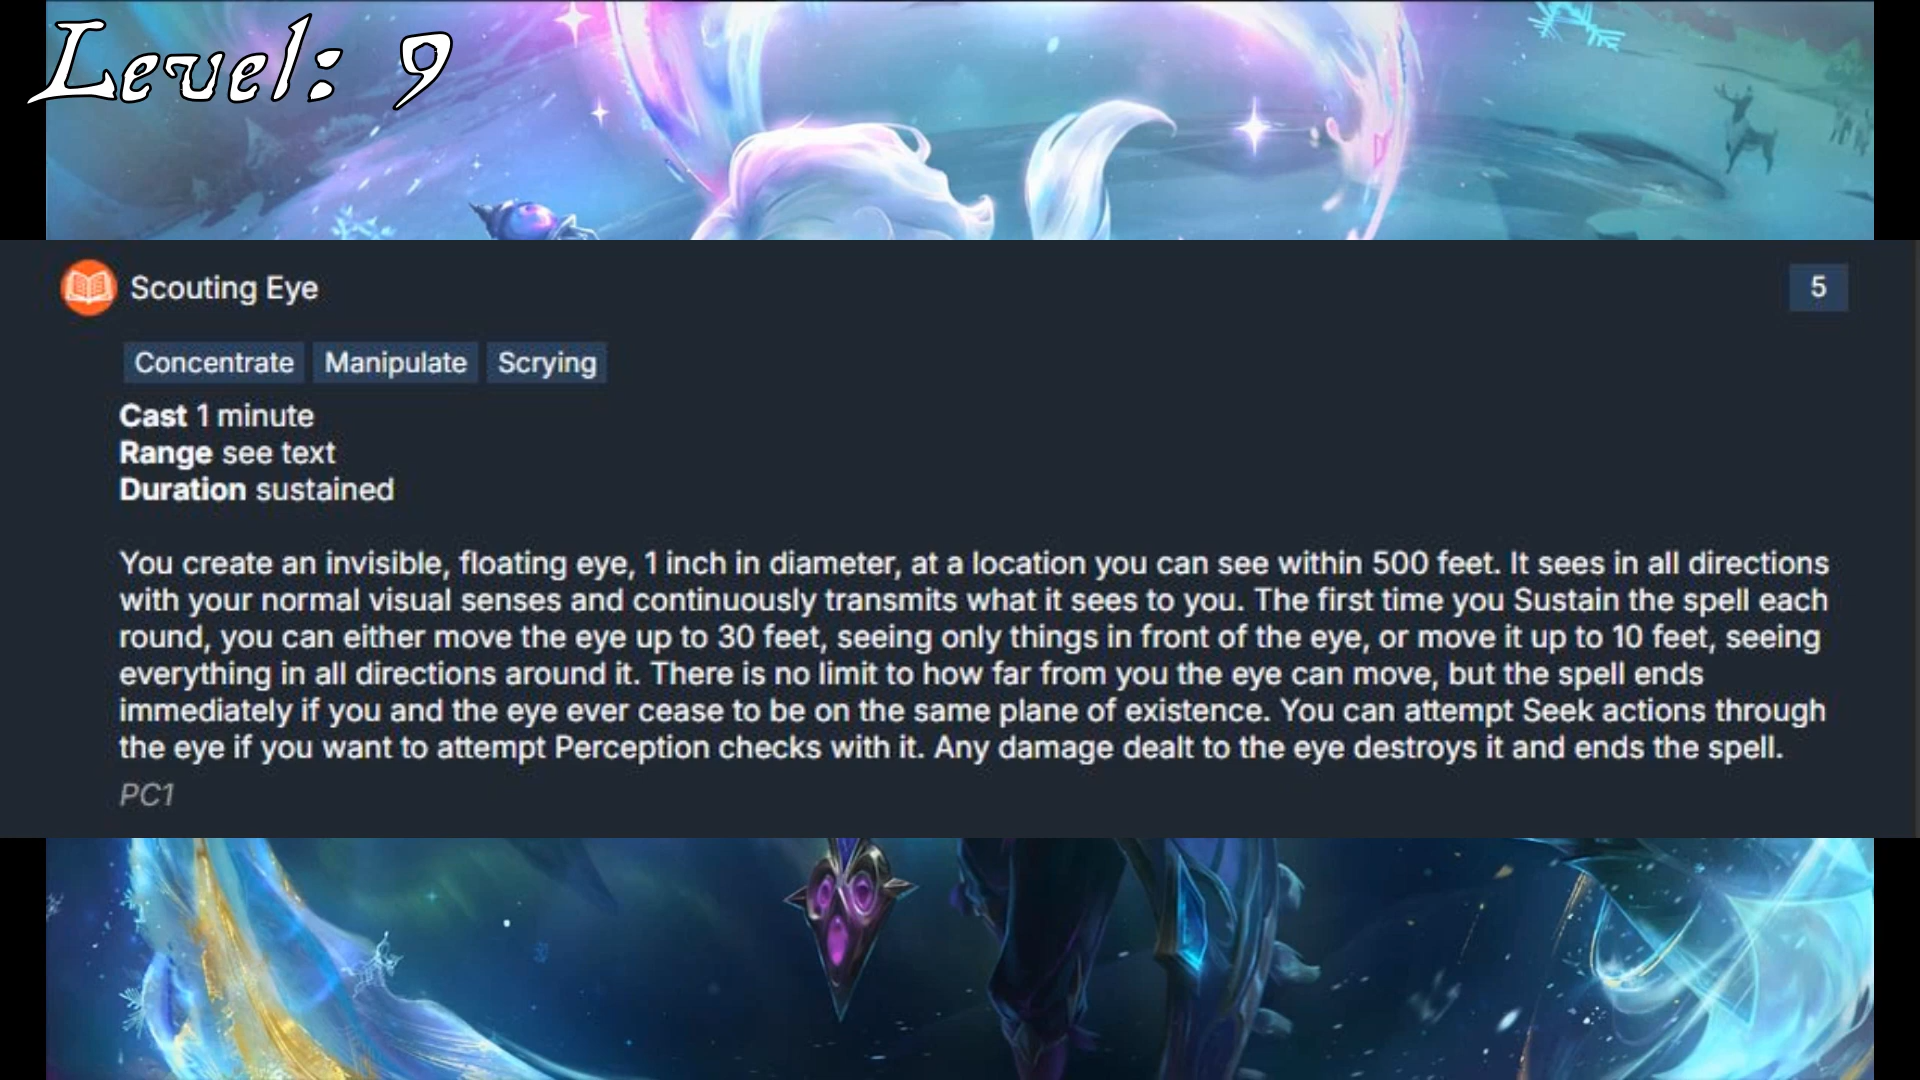 Level: 9
Scouting Eye
5
Concentrate Manipulate Scrying
Cast 1 minute
Range see text
Duration sustained
You create an invisible, floating eye, 1 inch in diameter, at a location you can see within 500 feet. It sees in all directions
with your normal visual senses and continuously transmits what it sees to you. The first time you Sustain the spell each
round, you can either move the eye up to 30 feet, seeing only things in front of the eye, or move it up to 10 feet, seeing
everything in all directions around it. There is no limit to how far from you the eye can move, but the spell ends
immediately if you and the eye ever cease to be on the same plane of existence. You can attempt Seek actions through
the eye if you want to attempt Perception checks with it. Any damage dealt to the eye destroys it and ends the spell.
PC1